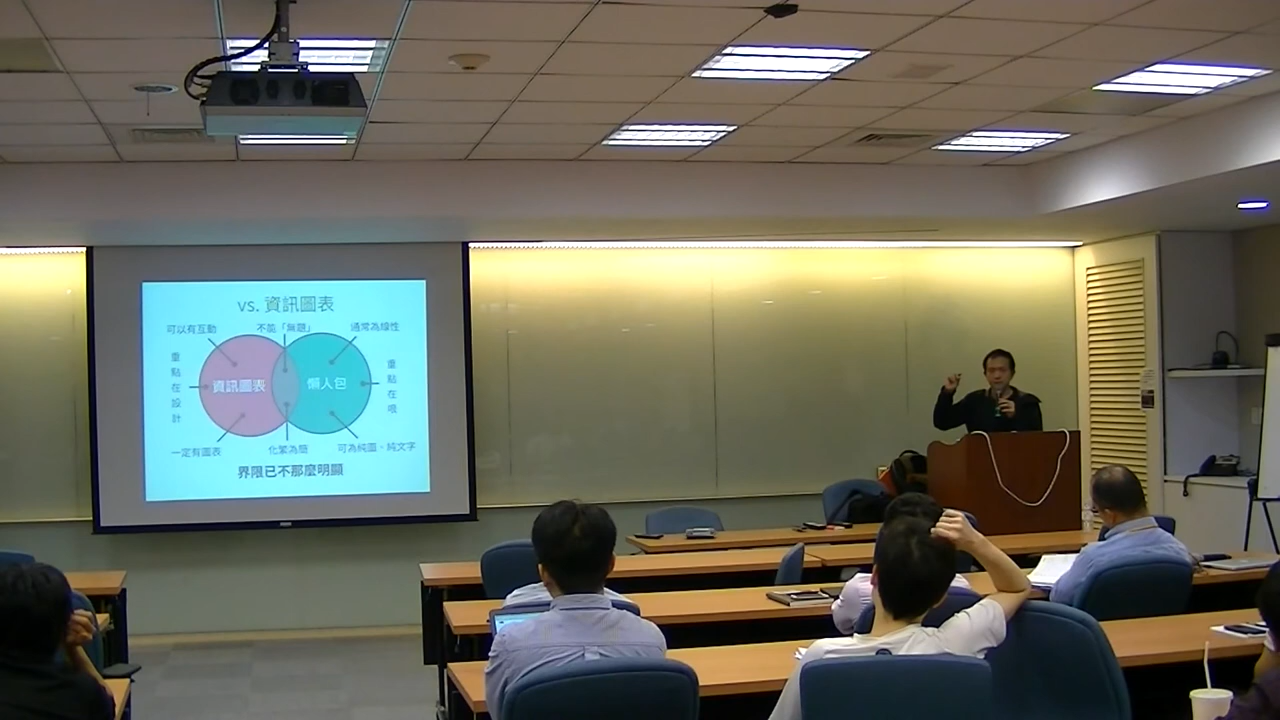 vs. 資訊圖表
可以有互動
不能「無題」
通常為線性
重點在設計
資訊圖表
懶人包
重點在哏
一定有圖表
化繁為簡
可為純圖、純文字
界限已不那麼明顯